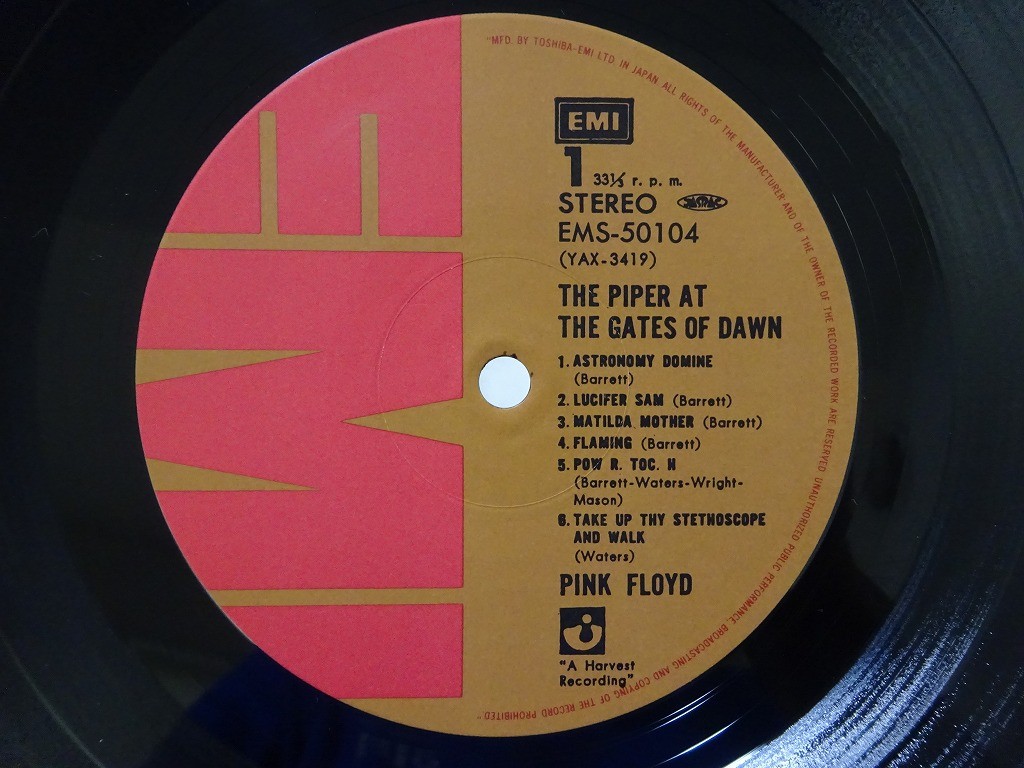 "MFD. BY TOSHIBA-EMI LTD. IN JAPAN. ALL RIGHTS OF THE MANUFACTURER AND OF THE OWNER OF THE RECORDED WORK ARE RESERVED UNAUTHORIZED PUBLIC PERFORMANCE, BROADCASTING AND COPYING OF THE RECORD PROHIBITED."
EMI
EMI
1 33⅓ r. p. m.
STEREO JASRAC
EMS-50104
(YAX-3419)
THE PIPER AT
THE GATES OF DAWN
1. ASTRONOMY DOMINE
(Barrett)
2. LUCIFER SAM (Barrett)
3. MATILDA MOTHER (Barrett)
4. FLAMING (Barrett)
5. POW R. TOC. H
(Barrett-Waters-Wright-
Mason)
6. TAKE UP THY STETHOSCOPE
AND WALK
(Waters)
PINK FLOYD
"A Harvest
Recording"